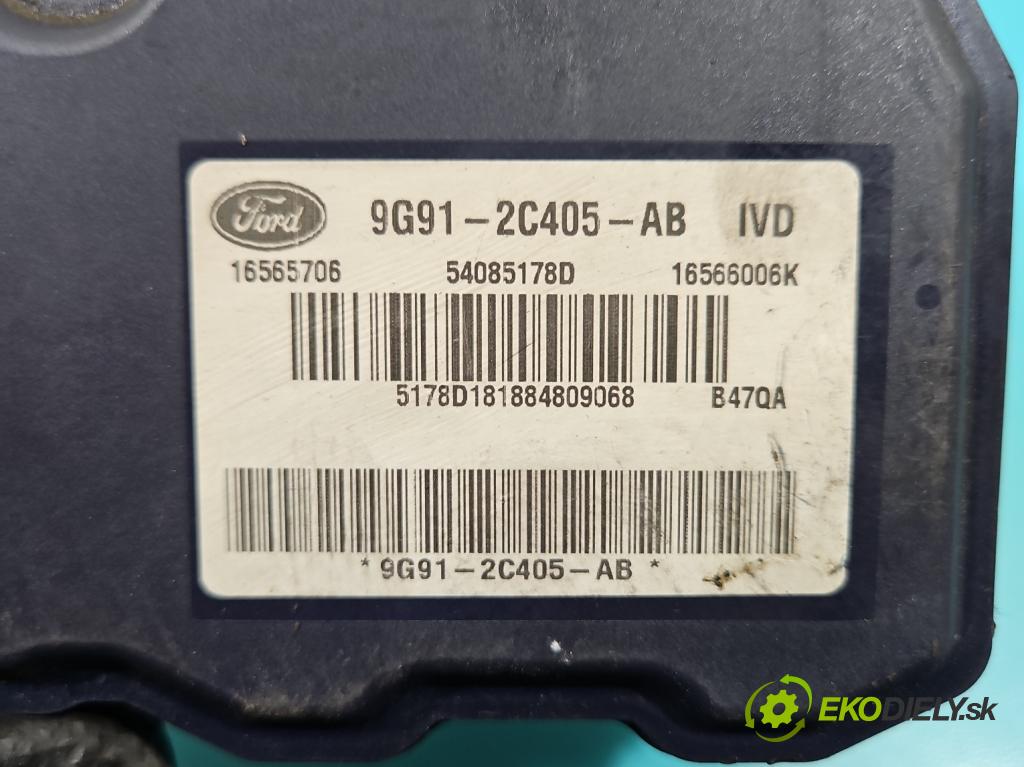 Ford 9G91-2C405-AB IVD
16565706 54085178D 16566006K
5178D181884809068 B47QA
*9G91-2C405-AB*
EKODIELY.sk